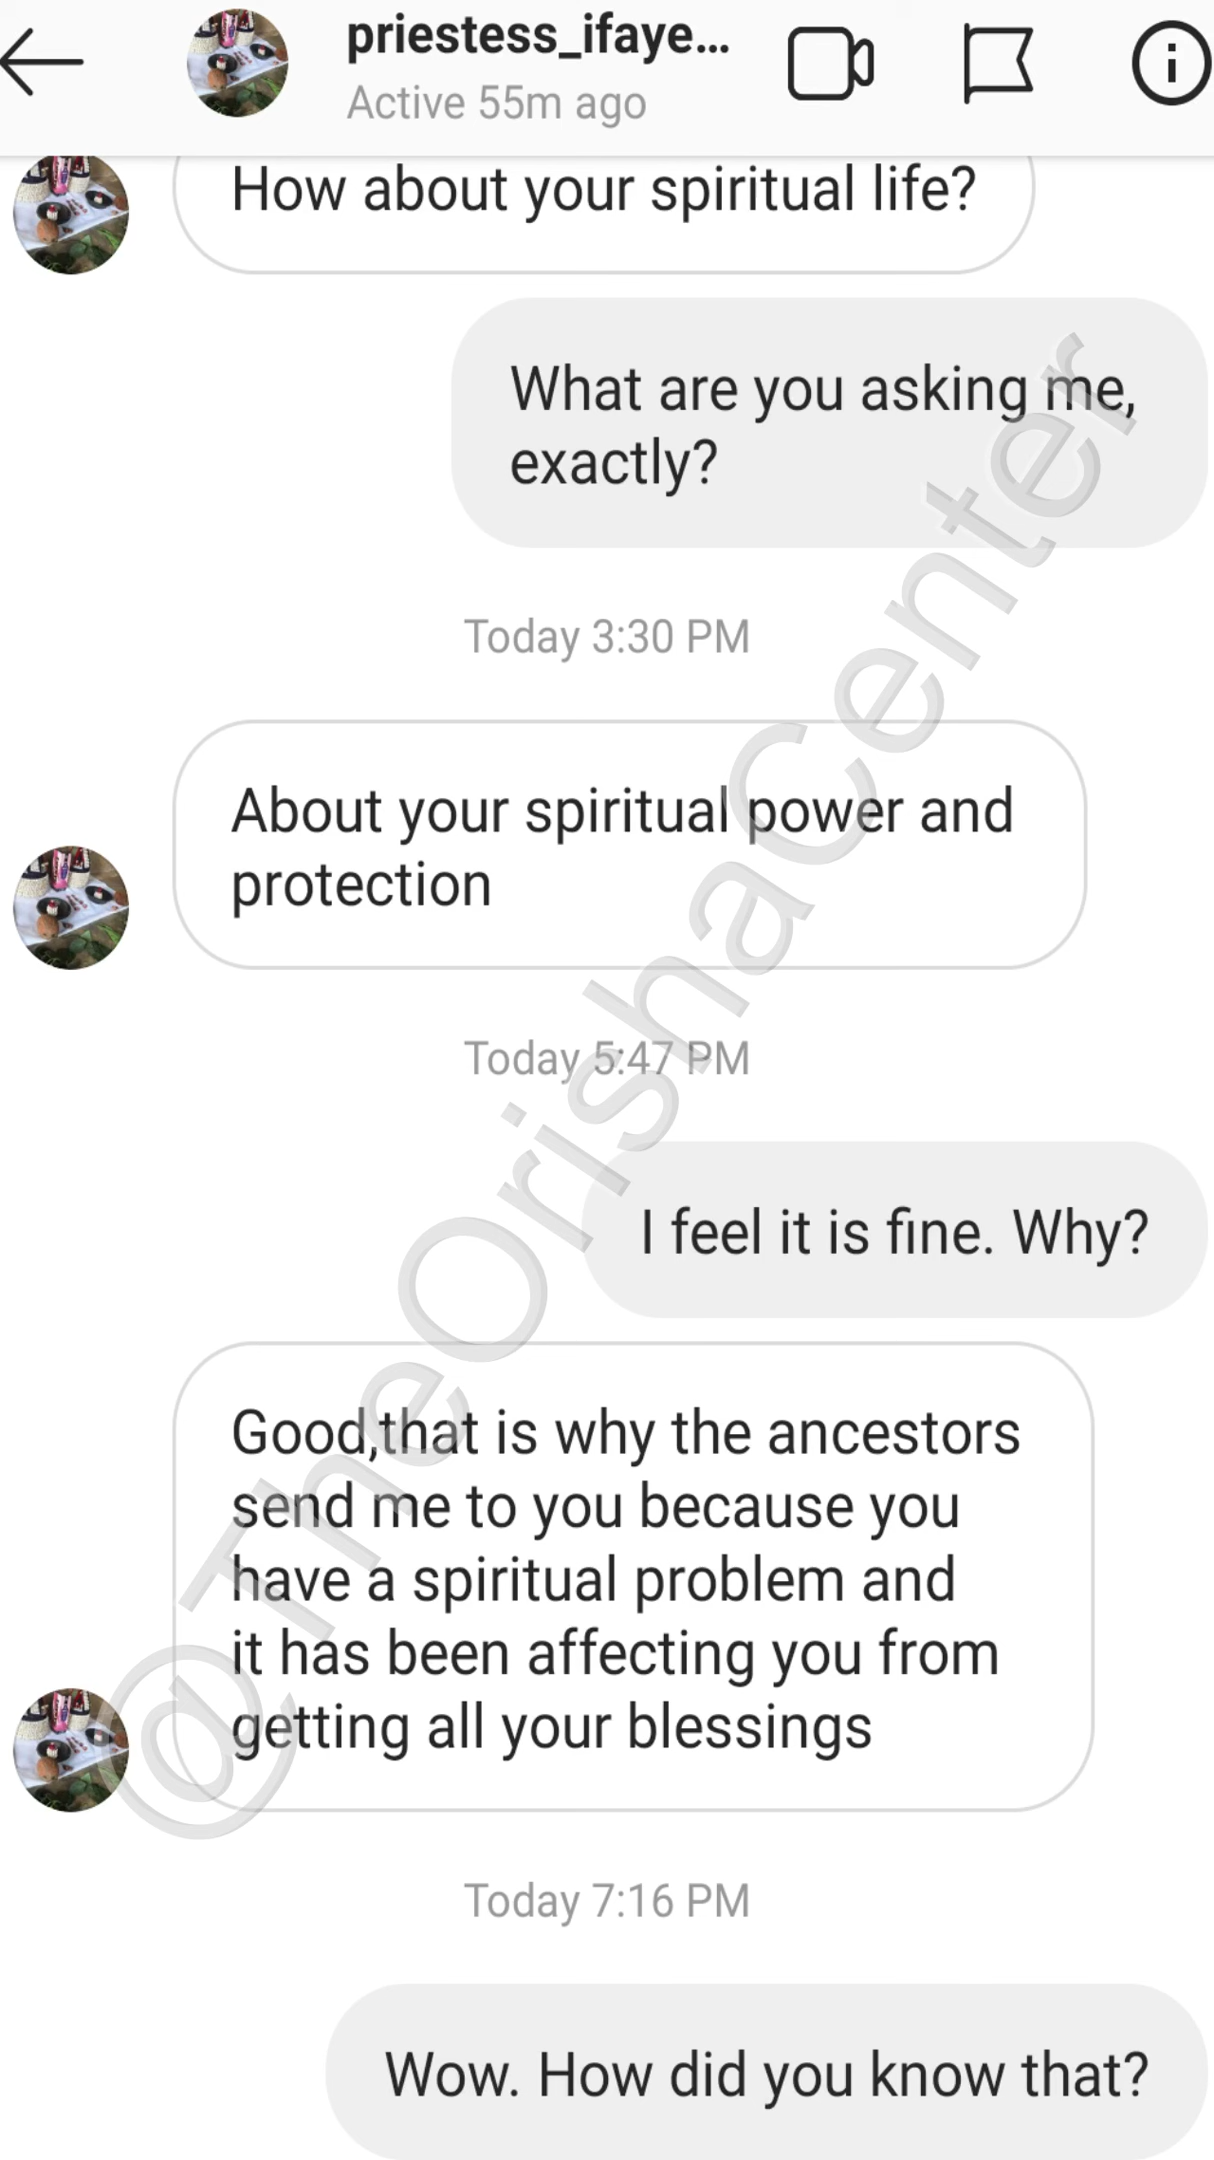 priestess_ifaye...
Active 55m ago
How about your spiritual life?
What are you asking me,
exactly?
Today 3:30 PM
About your spiritual power and
protection
Today 5:47 PM
I feel it is fine. Why?
Good,that is why the ancestors
send me to you because you
have a spiritual problem and
it has been affecting you from
getting all your blessings
Today 7:16 PM
Wow. How did you know that?
@TheOrishaCenter